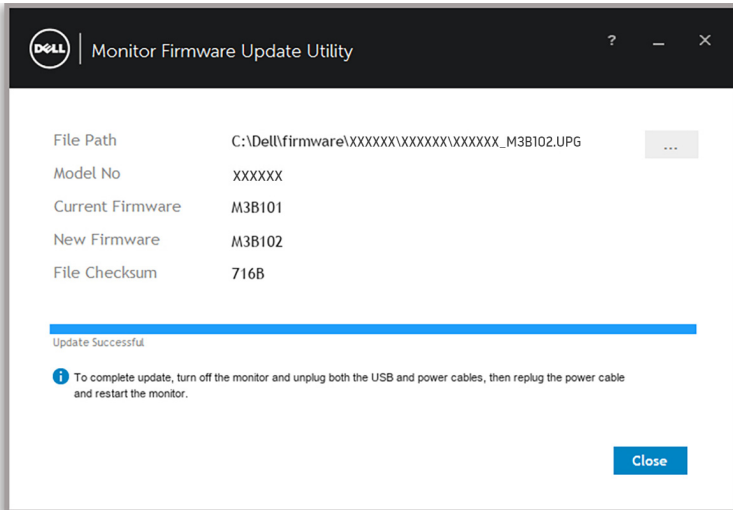 DELL Monitor Firmware Update Utility ? _ ×
File Path C:\Dell\firmware\XXXXXX\XXXXXX\XXXXXX_M3B102.UPG ...
Model No XXXXXX
Current Firmware M3B101
New Firmware M3B102
File Checksum 716B
Update Successful
i To complete update, turn off the monitor and unplug both the USB and power cables, then replug the power cable
and restart the monitor.
Close